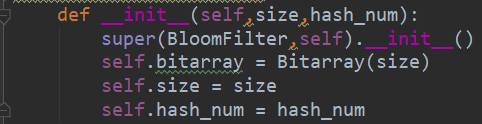 def __init__(self,size,hash_num):
super(BloomFilter,self).__init__()
self.bitarray = Bitarray(size)
self.size = size
self.hash_num = hash_num